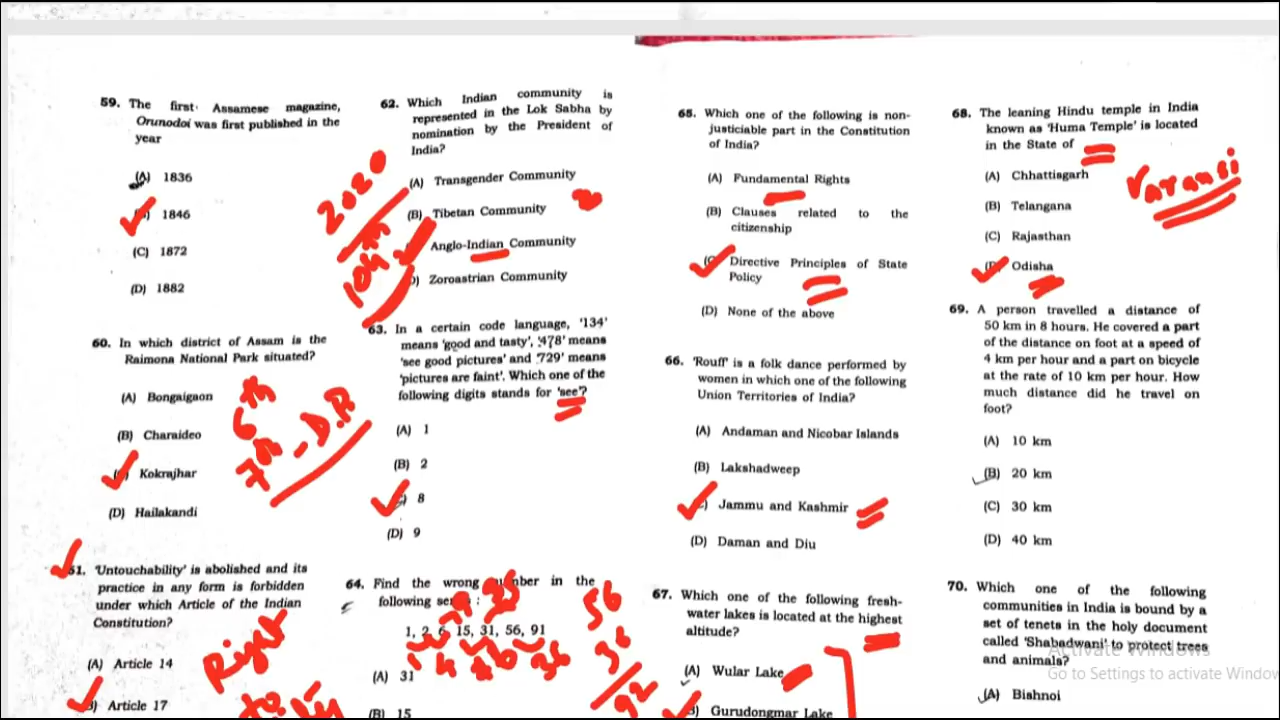 59. The first Assamese magazine,
Orunodoi was first published in the
year
(A) 1836
1846
(C) 1872
(D) 1882
60. In which district of Assam is the
Raimona National Park situated?
(A) Bongaigaon
(B) Charaideo
Kokrajhar
(D) Hailakandi
6th
7th - D.R
61. 'Untouchability' is abolished and its
practice in any form is forbidden
under which Article of the Indian
Constitution?
(A) Article 14
Article 17
Right
to
62. Which Indian community is
represented in the Lok Sabha by
nomination by the President of
India?
(A) Transgender Community
(B) Tibetan Community
Anglo-Indian Community
(D) Zoroastrian Community
2020
104th
2
63. In a certain code language, '134'
means 'good and tasty', '478' means
'see good pictures' and '729' means
'pictures are faint'. Which one of the
following digits stands for 'see'?
(A) 1
(B) 2
8
(D) 9
64. Find the wrong number in the
following series :
1, 2, 6, 15, 31, 56, 91
(A) 31
(B) 15
56
36
92
65. Which one of the following is non-
justiciable part in the Constitution
of India?
(A) Fundamental Rights
(B) Clauses related to the
citizenship
(C) Directive Principles of State
Policy
(D) None of the above
66. 'Rouff' is a folk dance performed by
women in which one of the following
Union Territories of India?
(A) Andaman and Nicobar Islands
(B) Lakshadweep
Jammu and Kashmir
(D) Daman and Diu
67. Which one of the following fresh-
water lakes is located at the highest
altitude?
(A) Wular Lake
Gurudongmar Lake
68. The leaning Hindu temple in India
known as 'Huma Temple' is located
in the State of
(A) Chhattisgarh
(B) Telangana
(C) Rajasthan
(D) Odisha
Varansi
69. A person travelled a distance of
50 km in 8 hours. He covered a part
of the distance on foot at a speed of
4 km per hour and a part on bicycle
at the rate of 10 km per hour. How
much distance did he travel on
foot?
(A) 10 km
(B) 20 km
(C) 30 km
(D) 40 km
70. Which one of the following
communities in India is bound by a
set of tenets in the holy document
called 'Shabadwani' to protect trees
and animals?
(A) Bishnoi
Activate Windows
Go to Settings to activate Window